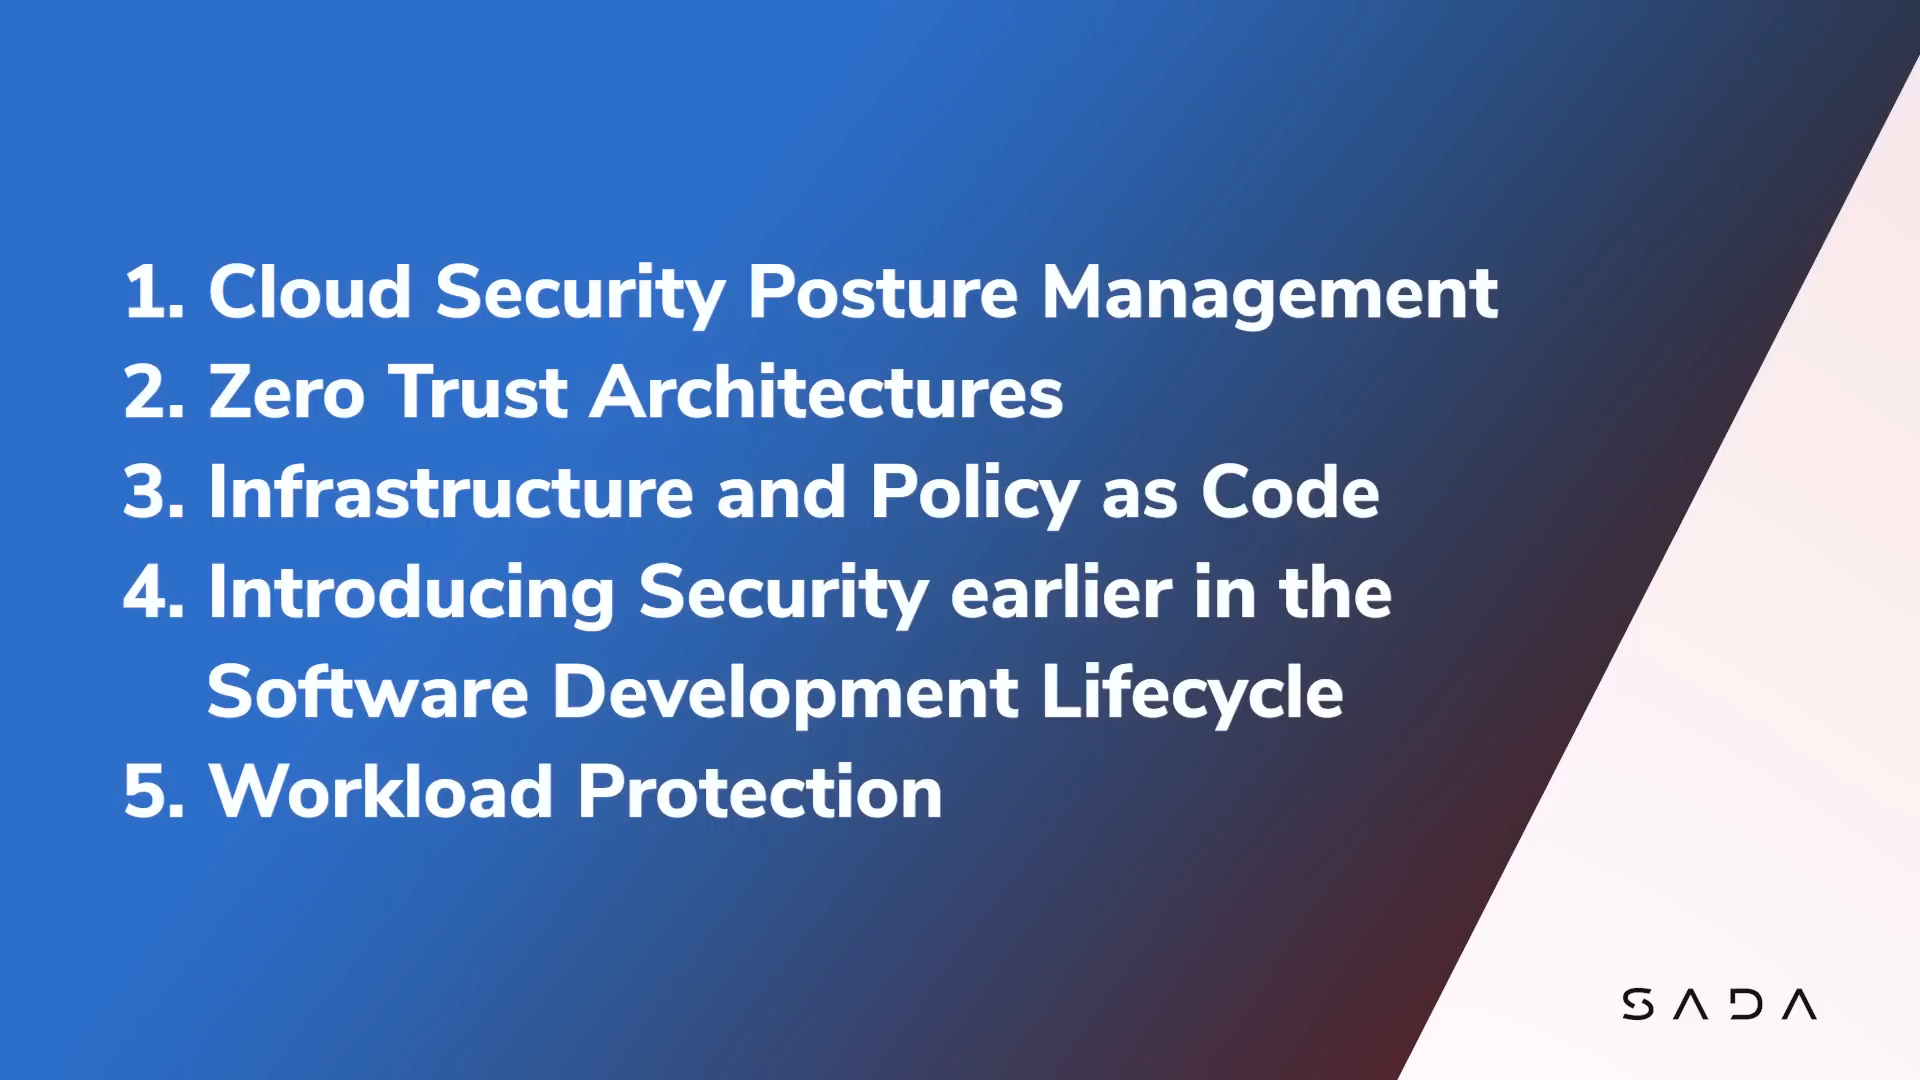 1. Cloud Security Posture Management
2. Zero Trust Architectures
3. Infrastructure and Policy as Code
4. Introducing Security earlier in the
Software Development Lifecycle
5. Workload Protection
SADA